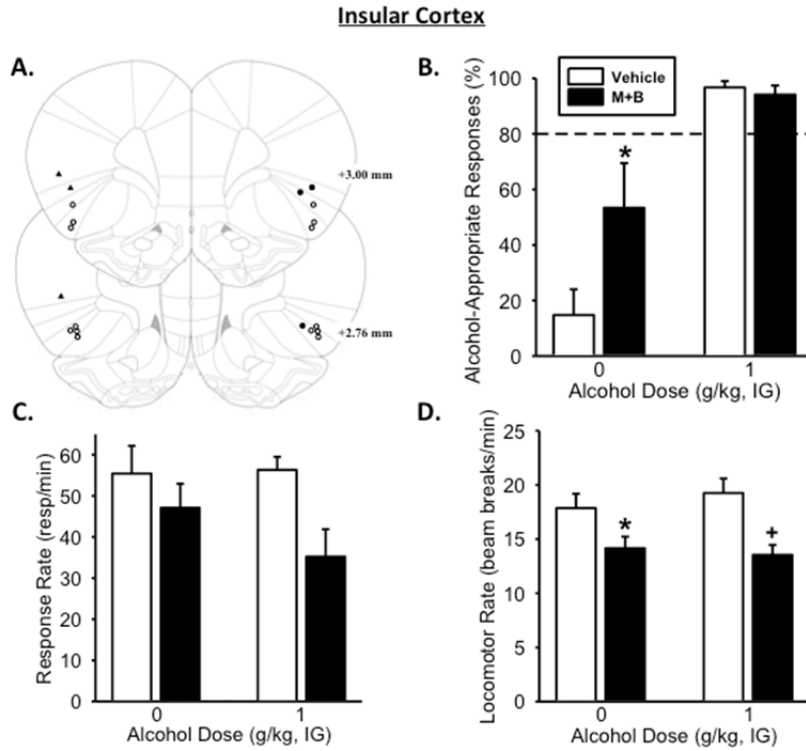 Insular Cortex
A.
+3.00 mm
+2.76 mm
B.
Alcohol-Appropriate Responses (%)
100
80
60
40
20
0
Vehicle
M+B
*
0
1
Alcohol Dose (g/kg, IG)
C.
Response Rate (resp/min)
60
50
40
30
20
10
0
0
1
Alcohol Dose (g/kg, IG)
D.
Locomotor Rate (beam breaks/min)
25
20
15
10
5
0
*
+
0
1
Alcohol Dose (g/kg, IG)